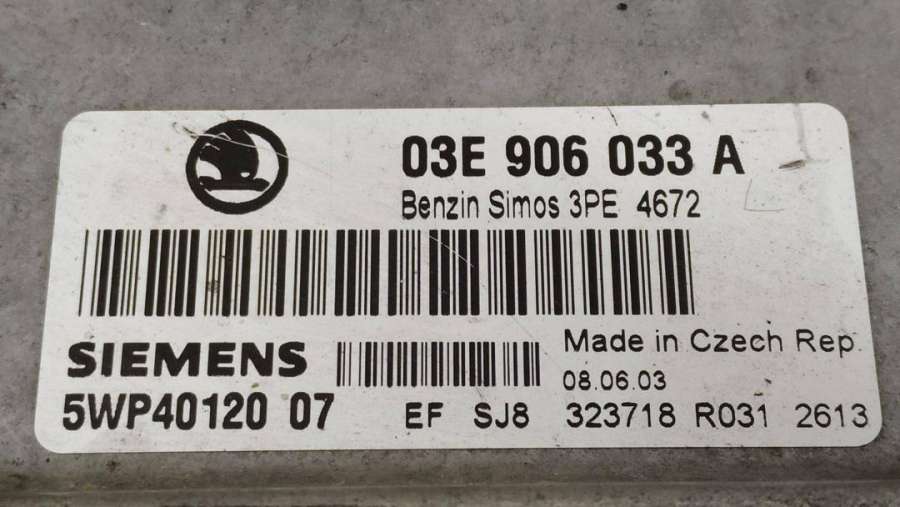 03E 906 033 A
Benzin Simos 3PE 4672
SIEMENS
Made in Czech Rep.
08.06.03
5WP40120 07 EF SJ8 323718 R031 2613